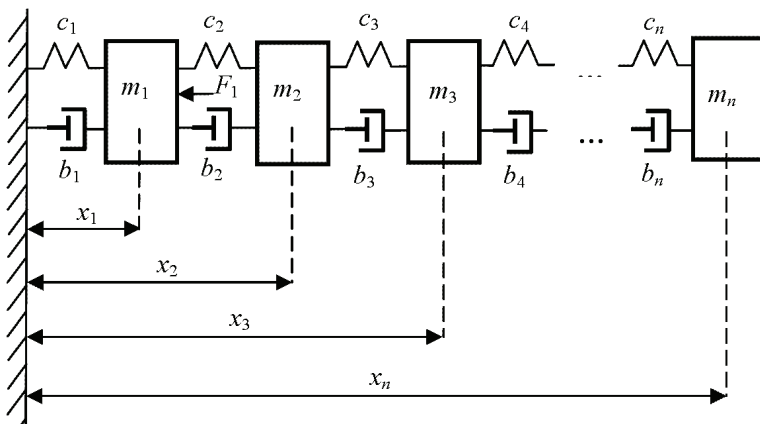 c₁ c₂ c₃ c₄ cₙ
...
m₁ F₁ m₂ m₃ mₙ
...
b₁ b₂ b₃ b₄ bₙ
x₁
x₂
x₃
xₙ